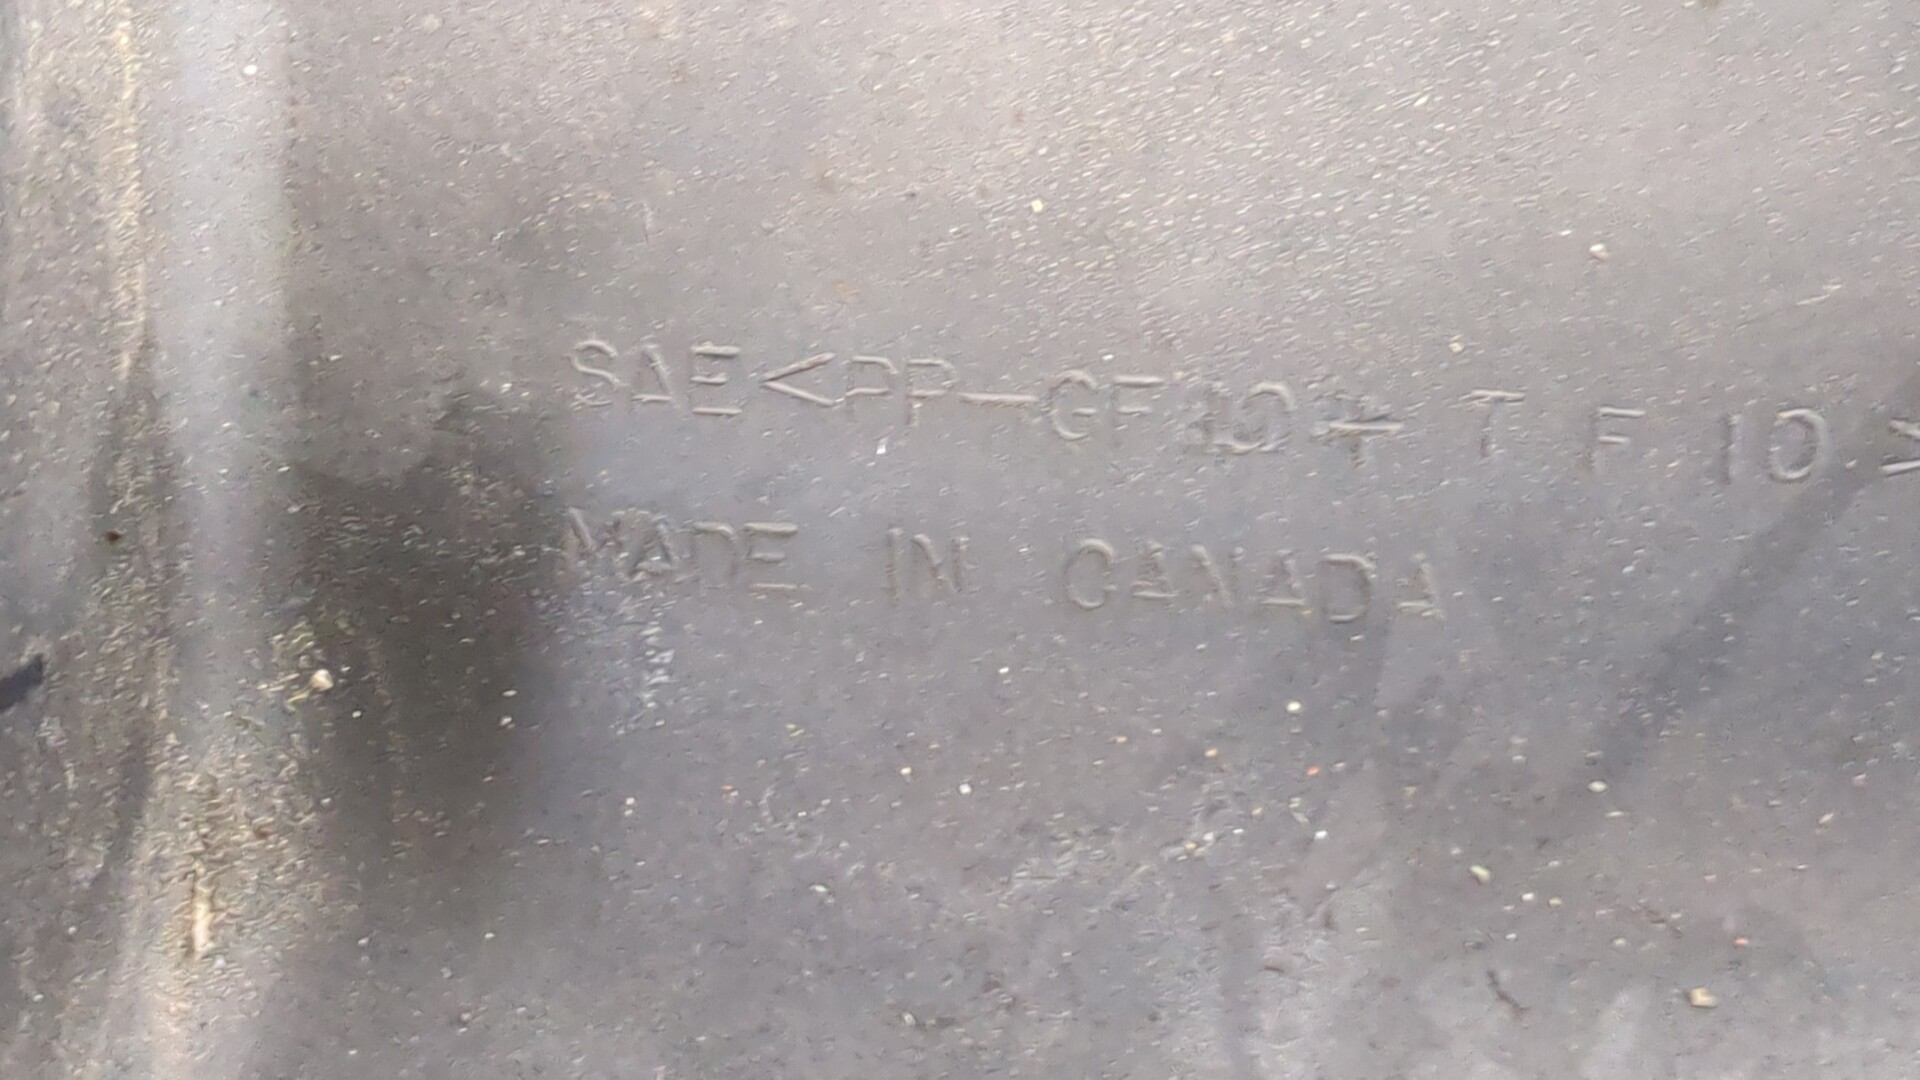 SAE<PP-GF10+ T F 10>
MADE IN CANADA